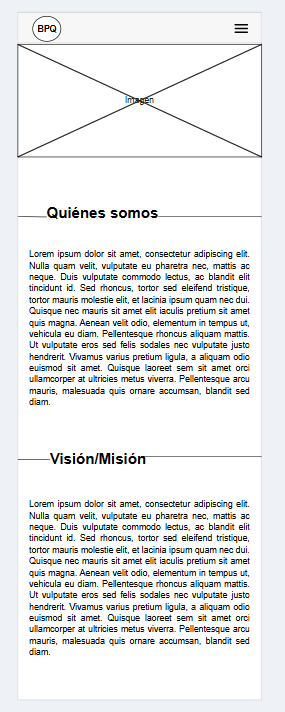 BPQ
Imagen
Quiénes somos
Lorem ipsum dolor sit amet, consectetur adipiscing elit.
Nulla quam velit, vulputate eu pharetra nec, mattis ac
neque. Duis vulputate commodo lectus, ac blandit elit
tincidunt id. Sed rhoncus, tortor sed eleifend tristique,
tortor mauris molestie elit, et lacinia ipsum quam nec dui.
Quisque nec mauris sit amet elit iaculis pretium sit amet
quis magna. Aenean velit odio, elementum in tempus ut,
vehicula eu diam. Pellentesque rhoncus aliquam mattis.
Ut vulputate eros sed felis sodales nec vulputate justo
hendrerit. Vivamus varius pretium ligula, a aliquam odio
euismod sit amet. Quisque laoreet sem sit amet orci
ullamcorper at ultricies metus viverra. Pellentesque arcu
mauris, malesuada quis ornare accumsan, blandit sed
diam.
Visión/Misión
Lorem ipsum dolor sit amet, consectetur adipiscing elit.
Nulla quam velit, vulputate eu pharetra nec, mattis ac
neque. Duis vulputate commodo lectus, ac blandit elit
tincidunt id. Sed rhoncus, tortor sed eleifend tristique,
tortor mauris molestie elit, et lacinia ipsum quam nec dui.
Quisque nec mauris sit amet elit iaculis pretium sit amet
quis magna. Aenean velit odio, elementum in tempus ut,
vehicula eu diam. Pellentesque rhoncus aliquam mattis.
Ut vulputate eros sed felis sodales nec vulputate justo
hendrerit. Vivamus varius pretium ligula, a aliquam odio
euismod sit amet. Quisque laoreet sem sit amet orci
ullamcorper at ultricies metus viverra. Pellentesque arcu
mauris, malesuada quis ornare accumsan, blandit sed
diam.